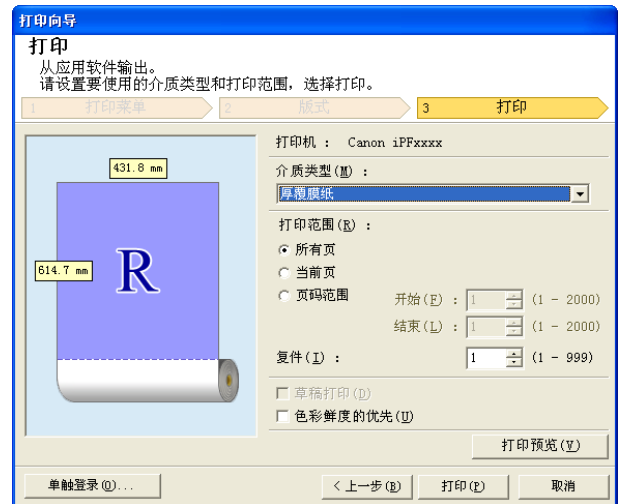 打印向导
打印
从应用软件输出。
请设置要使用的介质类型和打印范围，选择打印。
1 打印菜单 2 版式 3 打印
打印机 : Canon iPFxxxx
431.8 mm
介质类型(M) :
厚覆膜纸
打印范围(R) :
所有页
614.7 mm
R
当前页
页码范围 开始(F) : 1 (1 - 2000)
结束(L) : 1 (1 - 2000)
复件(I) : 1 (1 - 999)
草稿打印(D)
色彩鲜度的优先(U)
打印预览(V)
单触登录(O)... <上一步(B) 打印(P) 取消